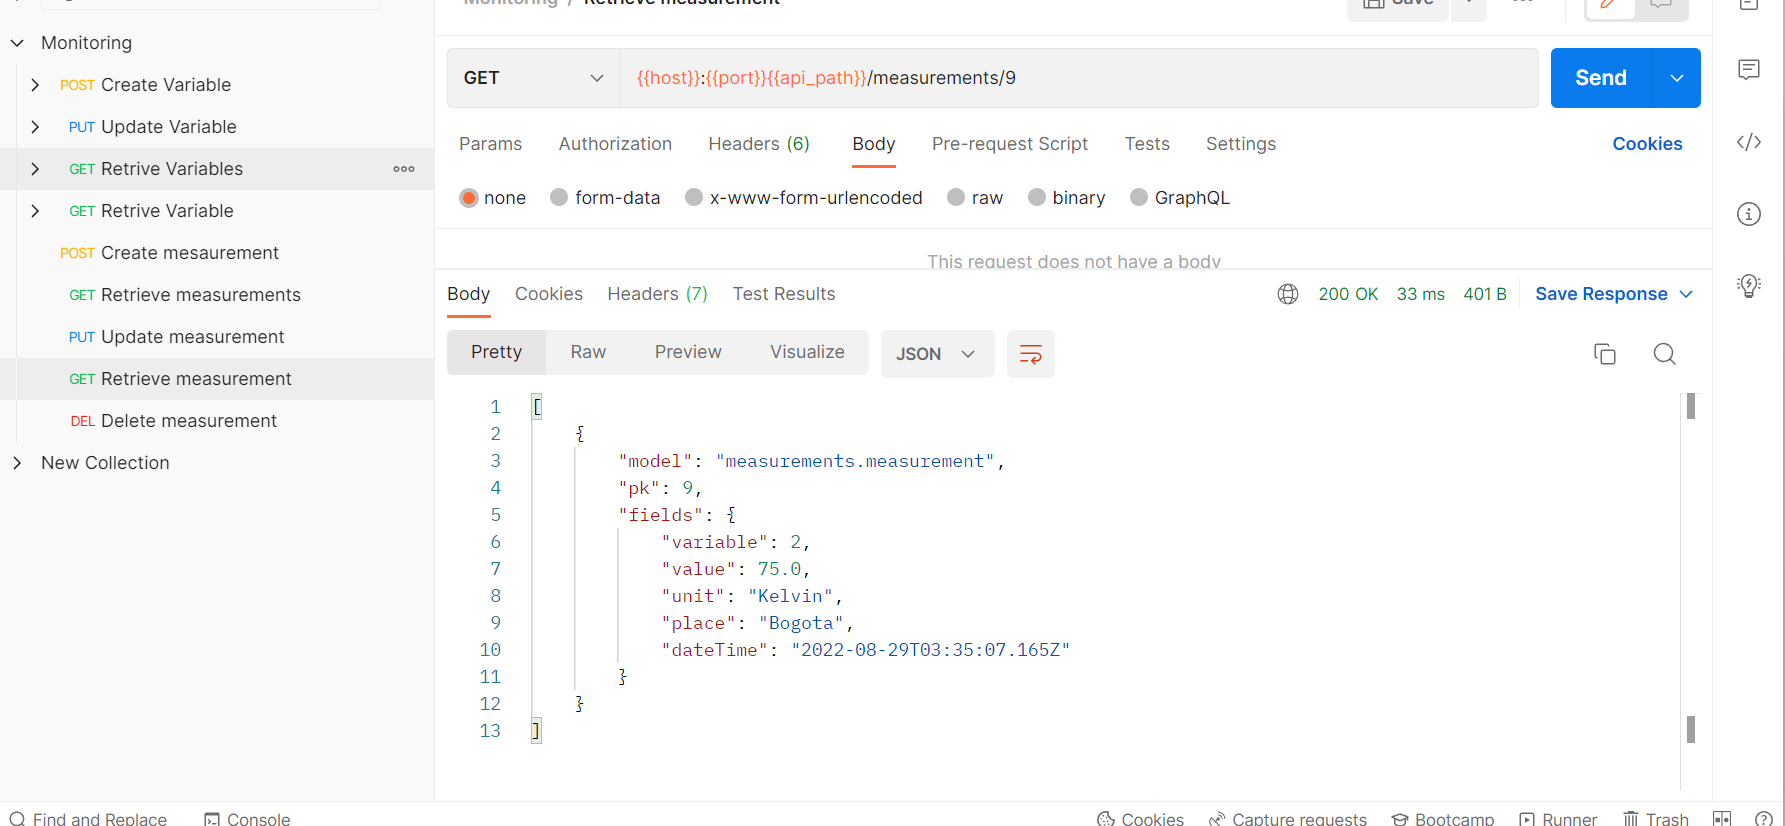 Monitoring / Retrieve measurement
Save
Monitoring
POST Create Variable
PUT Update Variable
GET Retrive Variables
GET Retrive Variable
POST Create mesaurement
GET Retrieve measurements
PUT Update measurement
GET Retrieve measurement
DEL Delete measurement
New Collection
GET
{{host}}:{{port}}{{api_path}}/measurements/9
Send
Params Authorization Headers (6) Body Pre-request Script Tests Settings Cookies
none form-data x-www-form-urlencoded raw binary GraphQL
This request does not have a body
Body Cookies Headers (7) Test Results 200 OK 33 ms 401 B Save Response
Pretty Raw Preview Visualize JSON
1 [
2 {
3 "model": "measurements.measurement",
4 "pk": 9,
5 "fields": {
6 "variable": 2,
7 "value": 75.0,
8 "unit": "Kelvin",
9 "place": "Bogota",
10 "dateTime": "2022-08-29T03:35:07.165Z"
11 }
12 }
13 ]
Find and Replace Console Cookies Capture requests Bootcamp Runner Trash